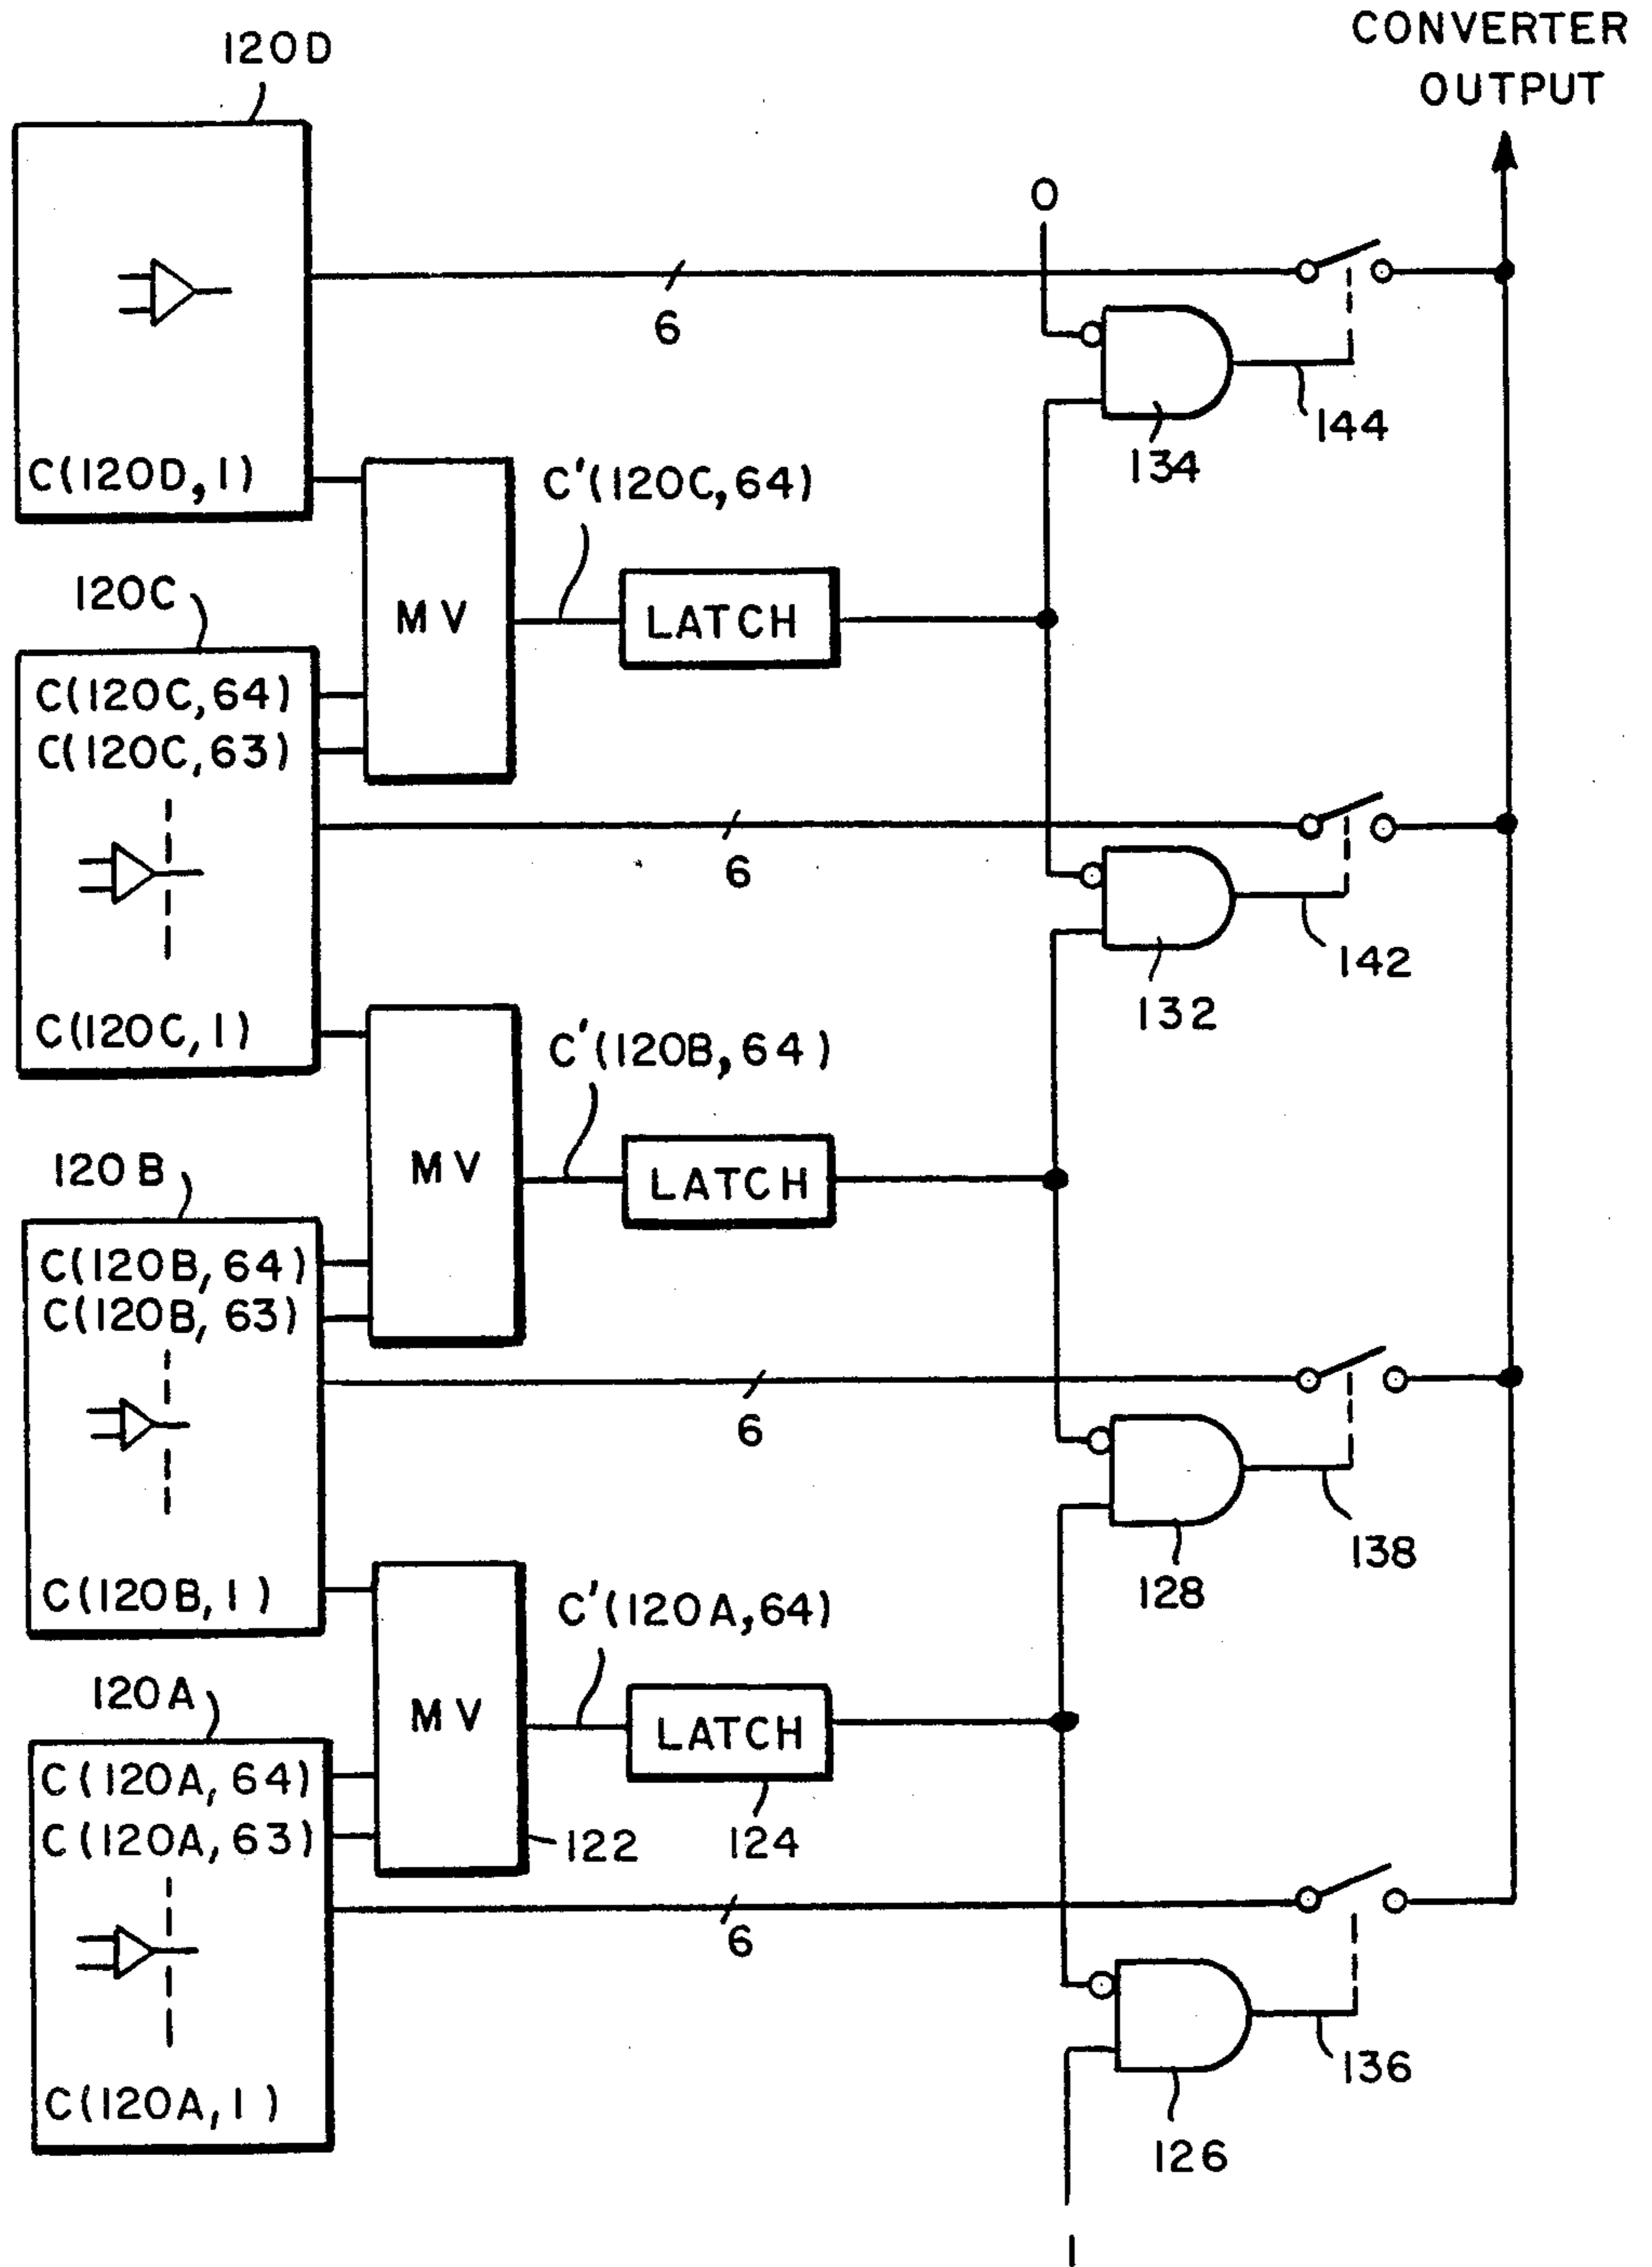 CONVERTER
OUTPUT
120D
0
6
144
134
C(120D,1)
C'(120C,64)
MV
LATCH
120C
C(120C,64)
C(120C,63)
6
142
132
C(120C,1)
C'(120B,64)
MV
LATCH
120B
C(120B,64)
C(120B,63)
6
138
128
C(120B,1)
C'(120A,64)
MV
LATCH
120A
C(120A,64)
C(120A,63)
122
124
6
136
C(120A,1)
126
1